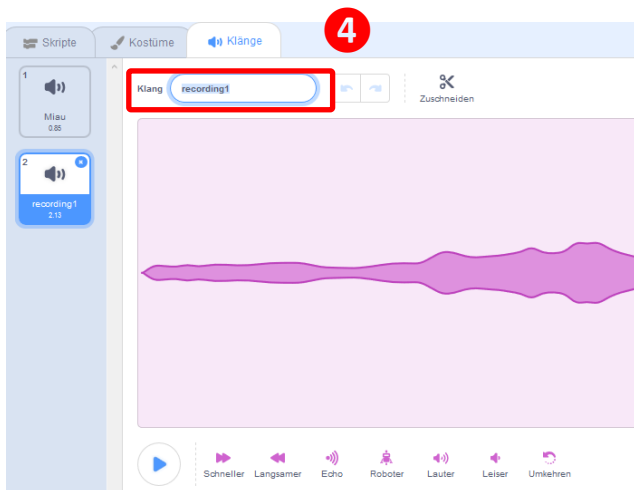 4
Skripte Kostüme Klänge
1
Miau
0.85
2
recording1
2.13
Klang recording1
Zuschneiden
Schneller Langsamer Echo Roboter Lauter Leiser Umkehren